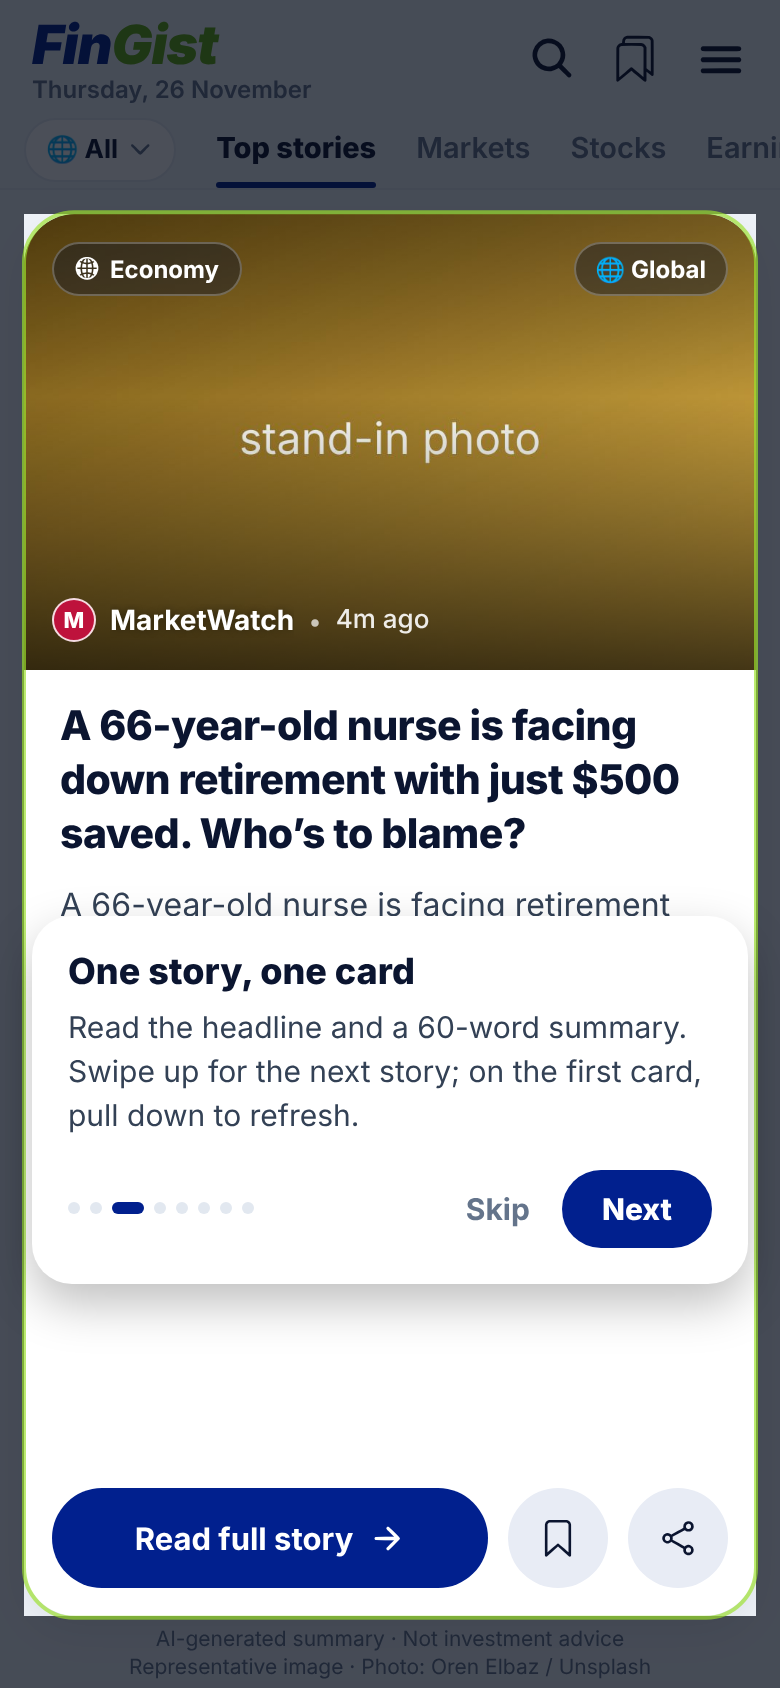 FinGist
Thursday, 26 November
All
Top stories
Markets
Stocks
Earni
Economy
Global
stand-in photo
M
MarketWatch • 4m ago
A 66-year-old nurse is facing
down retirement with just $500
saved. Who’s to blame?
A 66-year-old nurse is facing retirement
One story, one card
Read the headline and a 60-word summary.
Swipe up for the next story; on the first card,
pull down to refresh.
Skip
Next
Read full story →
AI-generated summary · Not investment advice
Representative image · Photo: Oren Elbaz / Unsplash